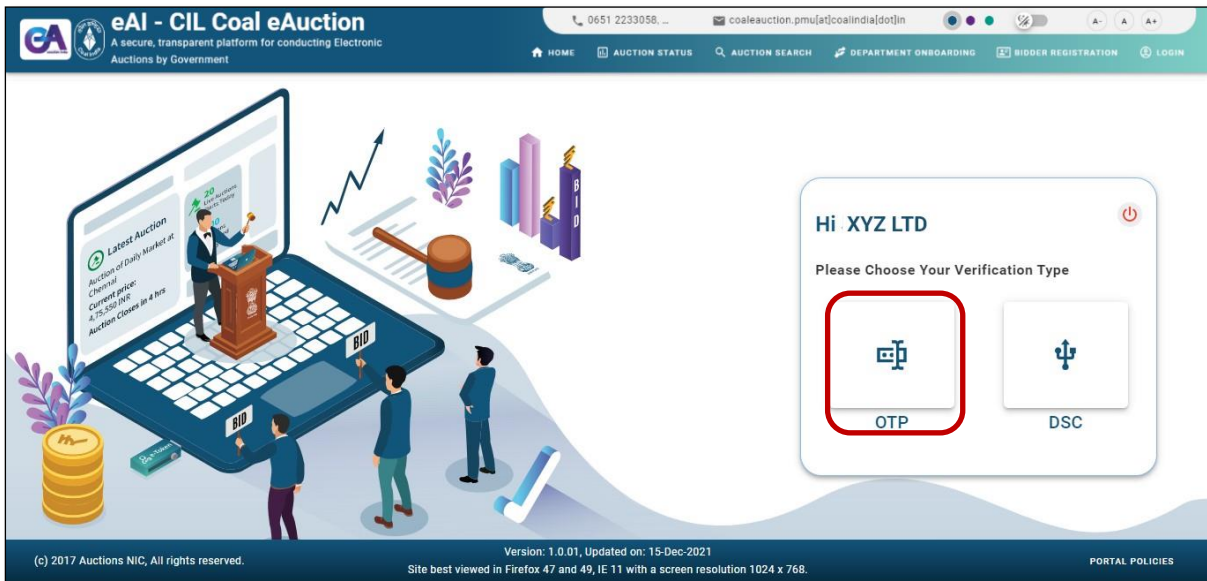 eAI - CIL Coal eAuction
A secure, transparent platform for conducting Electronic
Auctions by Government
0651 2233058, ...
coaleauction.pmu[at]coalindia[dot]in
A-
A
A+
HOME
AUCTION STATUS
AUCTION SEARCH
DEPARTMENT ONBOARDING
BIDDER REGISTRATION
LOGIN
20
Live Auctions
Latest Auction
Auction of Daily Market at
Chennai
Current price:
4,75,550 INR
Auction Closes in 4 hrs
BID
BID
BID
Hi XYZ LTD
Please Choose Your Verification Type
OTP
DSC
(c) 2017 Auctions NIC, All rights reserved.
Version: 1.0.01, Updated on: 15-Dec-2021
Site best viewed in Firefox 47 and 49, IE 11 with a screen resolution 1024 x 768.
PORTAL POLICIES